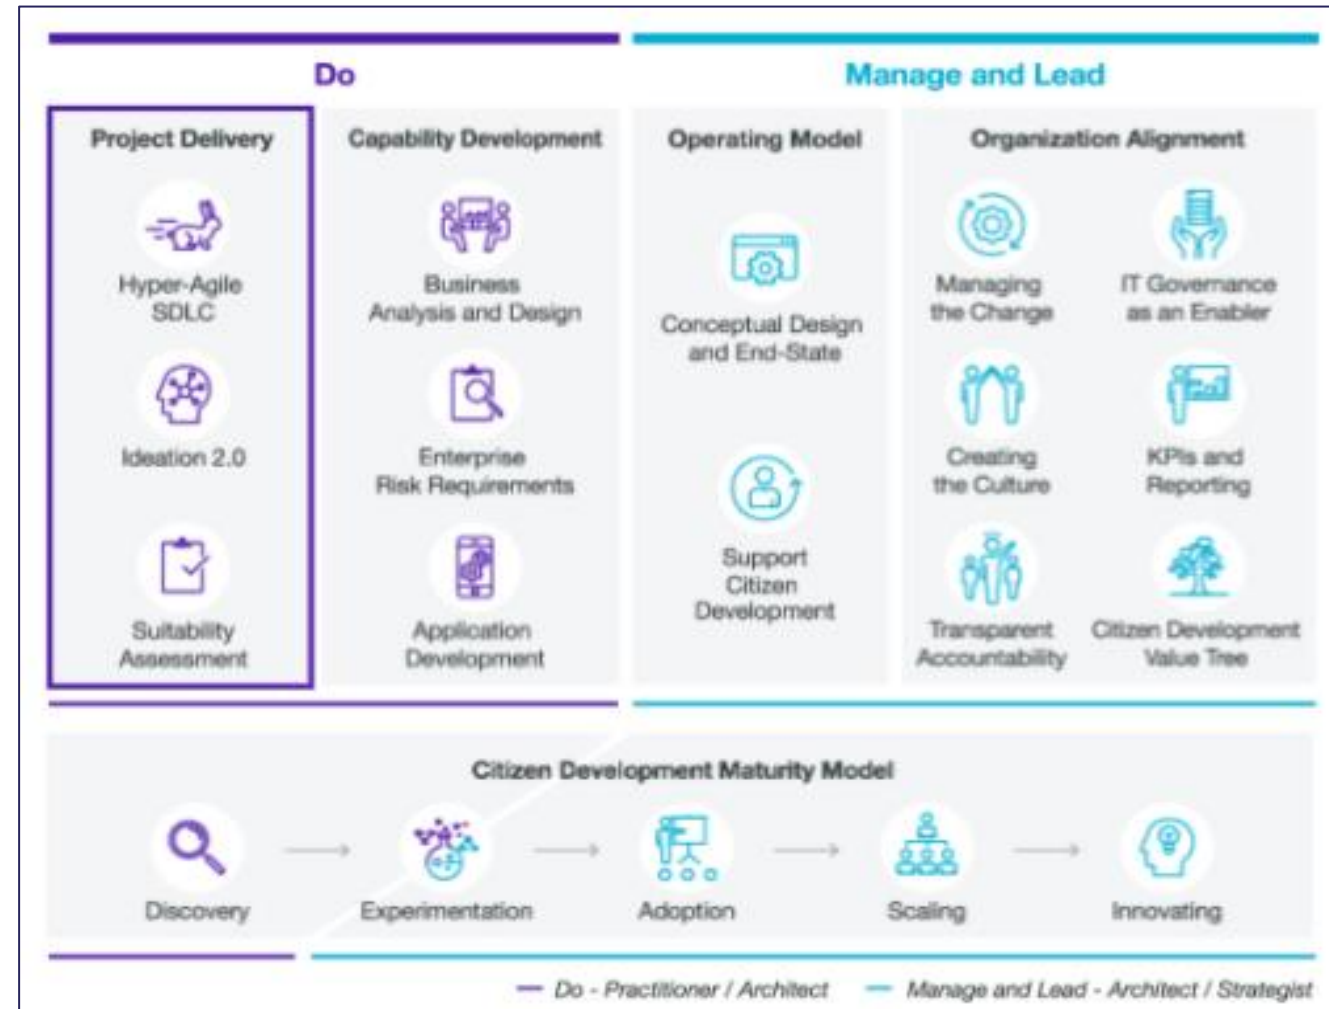 Do
Manage and Lead
Project Delivery
Hyper-Agile
SDLC
Ideation 2.0
Suitability
Assessment
Capability Development
Business
Analysis and Design
Enterprise
Risk Requirements
Application
Development
Operating Model
Conceptual Design
and End-State
Support
Citizen
Development
Organization Alignment
Managing
the Change
IT Governance
as an Enabler
Creating
the Culture
KPIs and
Reporting
Transparent
Accountability
Citizen Development
Value Tree
Citizen Development Maturity Model
Discovery
Experimentation
Adoption
Scaling
Innovating
Do - Practitioner / Architect
Manage and Lead - Architect / Strategist